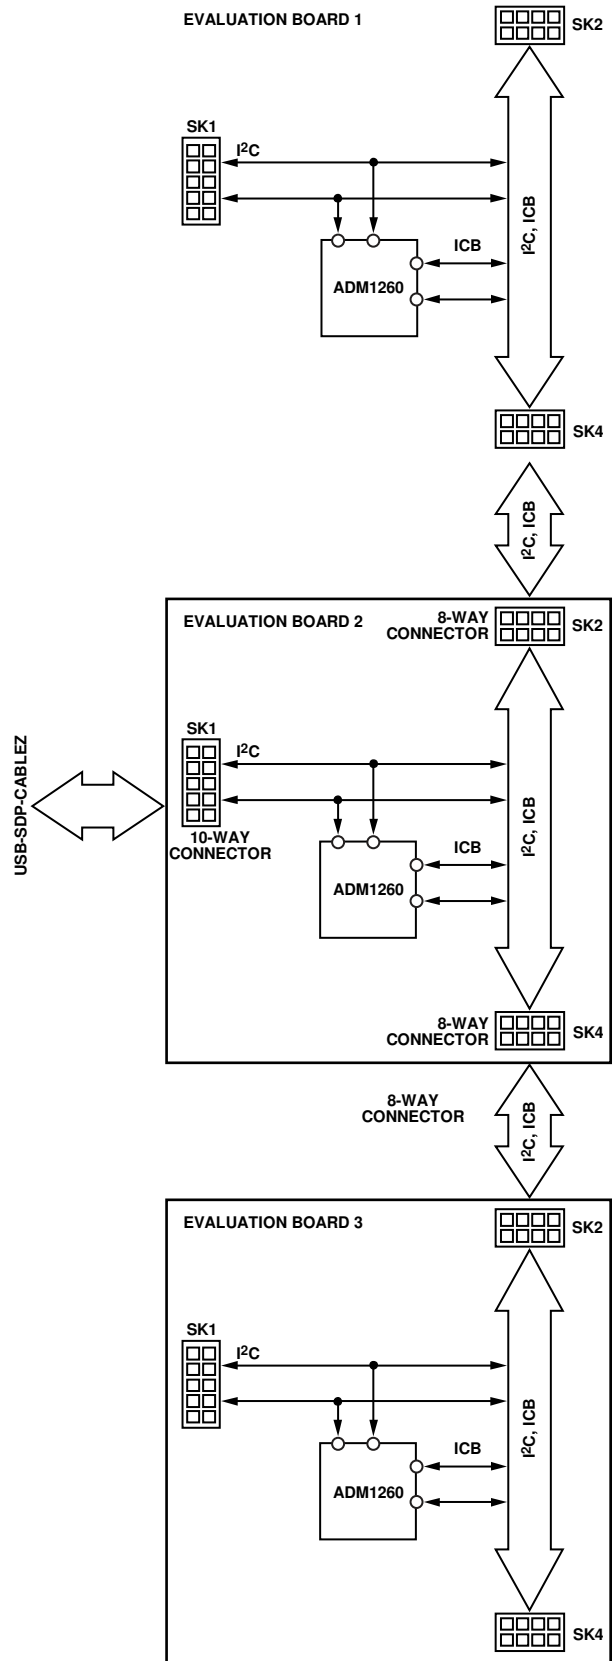 EVALUATION BOARD 1
SK2
SK1
I²C
ICB
ADM1260
I²C, ICB
SK4
I²C, ICB
EVALUATION BOARD 2
8-WAY
CONNECTOR
SK2
SK1
I²C
USB-SDP-CABLEZ
10-WAY
CONNECTOR
ICB
ADM1260
I²C, ICB
8-WAY
CONNECTOR
SK4
8-WAY
CONNECTOR
I²C, ICB
EVALUATION BOARD 3
SK2
SK1
I²C
ICB
ADM1260
I²C, ICB
SK4